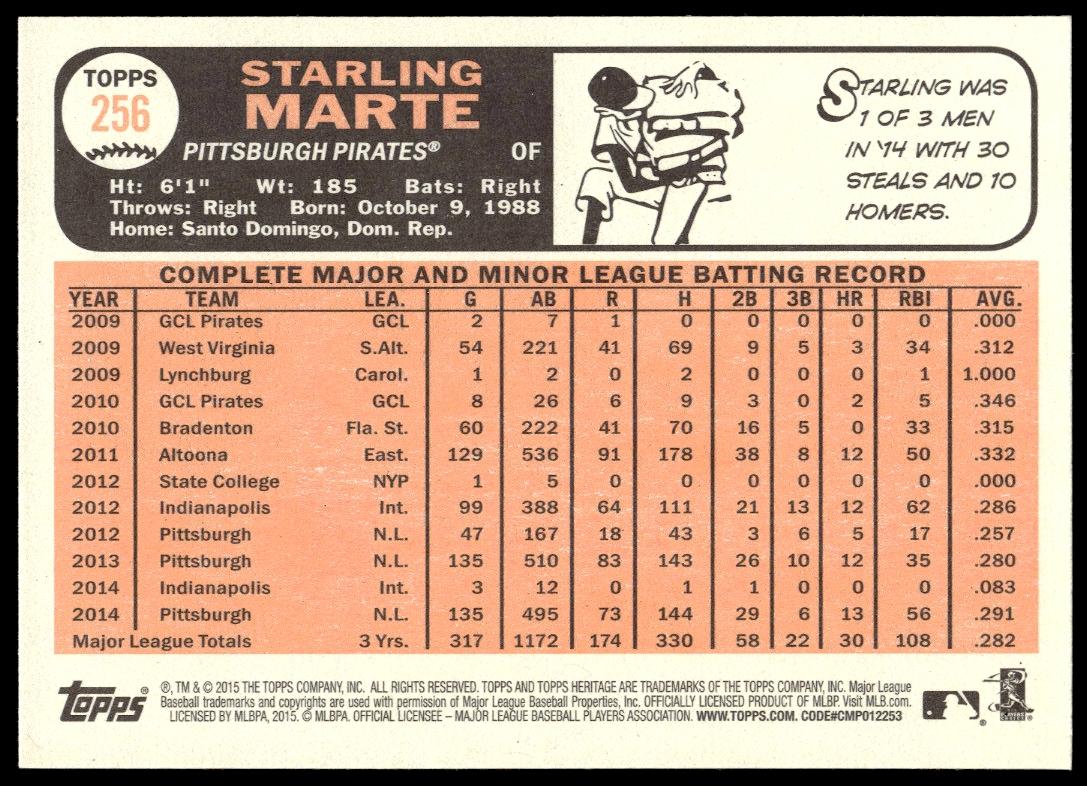 TOPPS
256
STARLING
MARTE
PITTSBURGH PIRATES® OF
Ht: 6'1" Wt: 185 Bats: Right
Throws: Right Born: October 9, 1988
Home: Santo Domingo, Dom. Rep.
STARLING WAS
1 OF 3 MEN
IN '14 WITH 30
STEALS AND 10
HOMERS.
COMPLETE MAJOR AND MINOR LEAGUE BATTING RECORD
YEAR TEAM LEA. G AB R H 2B 3B HR RBI AVG.
2009 GCL Pirates GCL 2 7 1 0 0 0 0 0 .000
2009 West Virginia S.Alt. 54 221 41 69 9 5 3 34 .312
2009 Lynchburg Carol. 1 2 0 2 0 0 0 1 1.000
2010 GCL Pirates GCL 8 26 6 9 3 0 2 5 .346
2010 Bradenton Fla. St. 60 222 41 70 16 5 0 33 .315
2011 Altoona East. 129 536 91 178 38 8 12 50 .332
2012 State College NYP 1 5 0 0 0 0 0 0 .000
2012 Indianapolis Int. 99 388 64 111 21 13 12 62 .286
2012 Pittsburgh N.L. 47 167 18 43 3 6 5 17 .257
2013 Pittsburgh N.L. 135 510 83 143 26 10 12 35 .280
2014 Indianapolis Int. 3 12 0 1 1 0 0 0 .083
2014 Pittsburgh N.L. 135 495 73 144 29 6 13 56 .291
Major League Totals 3 Yrs. 317 1172 174 330 58 22 30 108 .282
topps®
®, TM & © 2015 THE TOPPS COMPANY, INC. ALL RIGHTS RESERVED. TOPPS AND TOPPS HERITAGE ARE TRADEMARKS OF THE TOPPS COMPANY, INC. Major League
Baseball trademarks and copyrights are used with permission of Major League Baseball Properties, Inc. OFFICIALLY LICENSED PRODUCT OF MLBP. Visit MLB.com.
LICENSED BY MLBPA, 2015. © MLBPA. OFFICIAL LICENSEE – MAJOR LEAGUE BASEBALL PLAYERS ASSOCIATION. WWW.TOPPS.COM. CODE#CMP012253